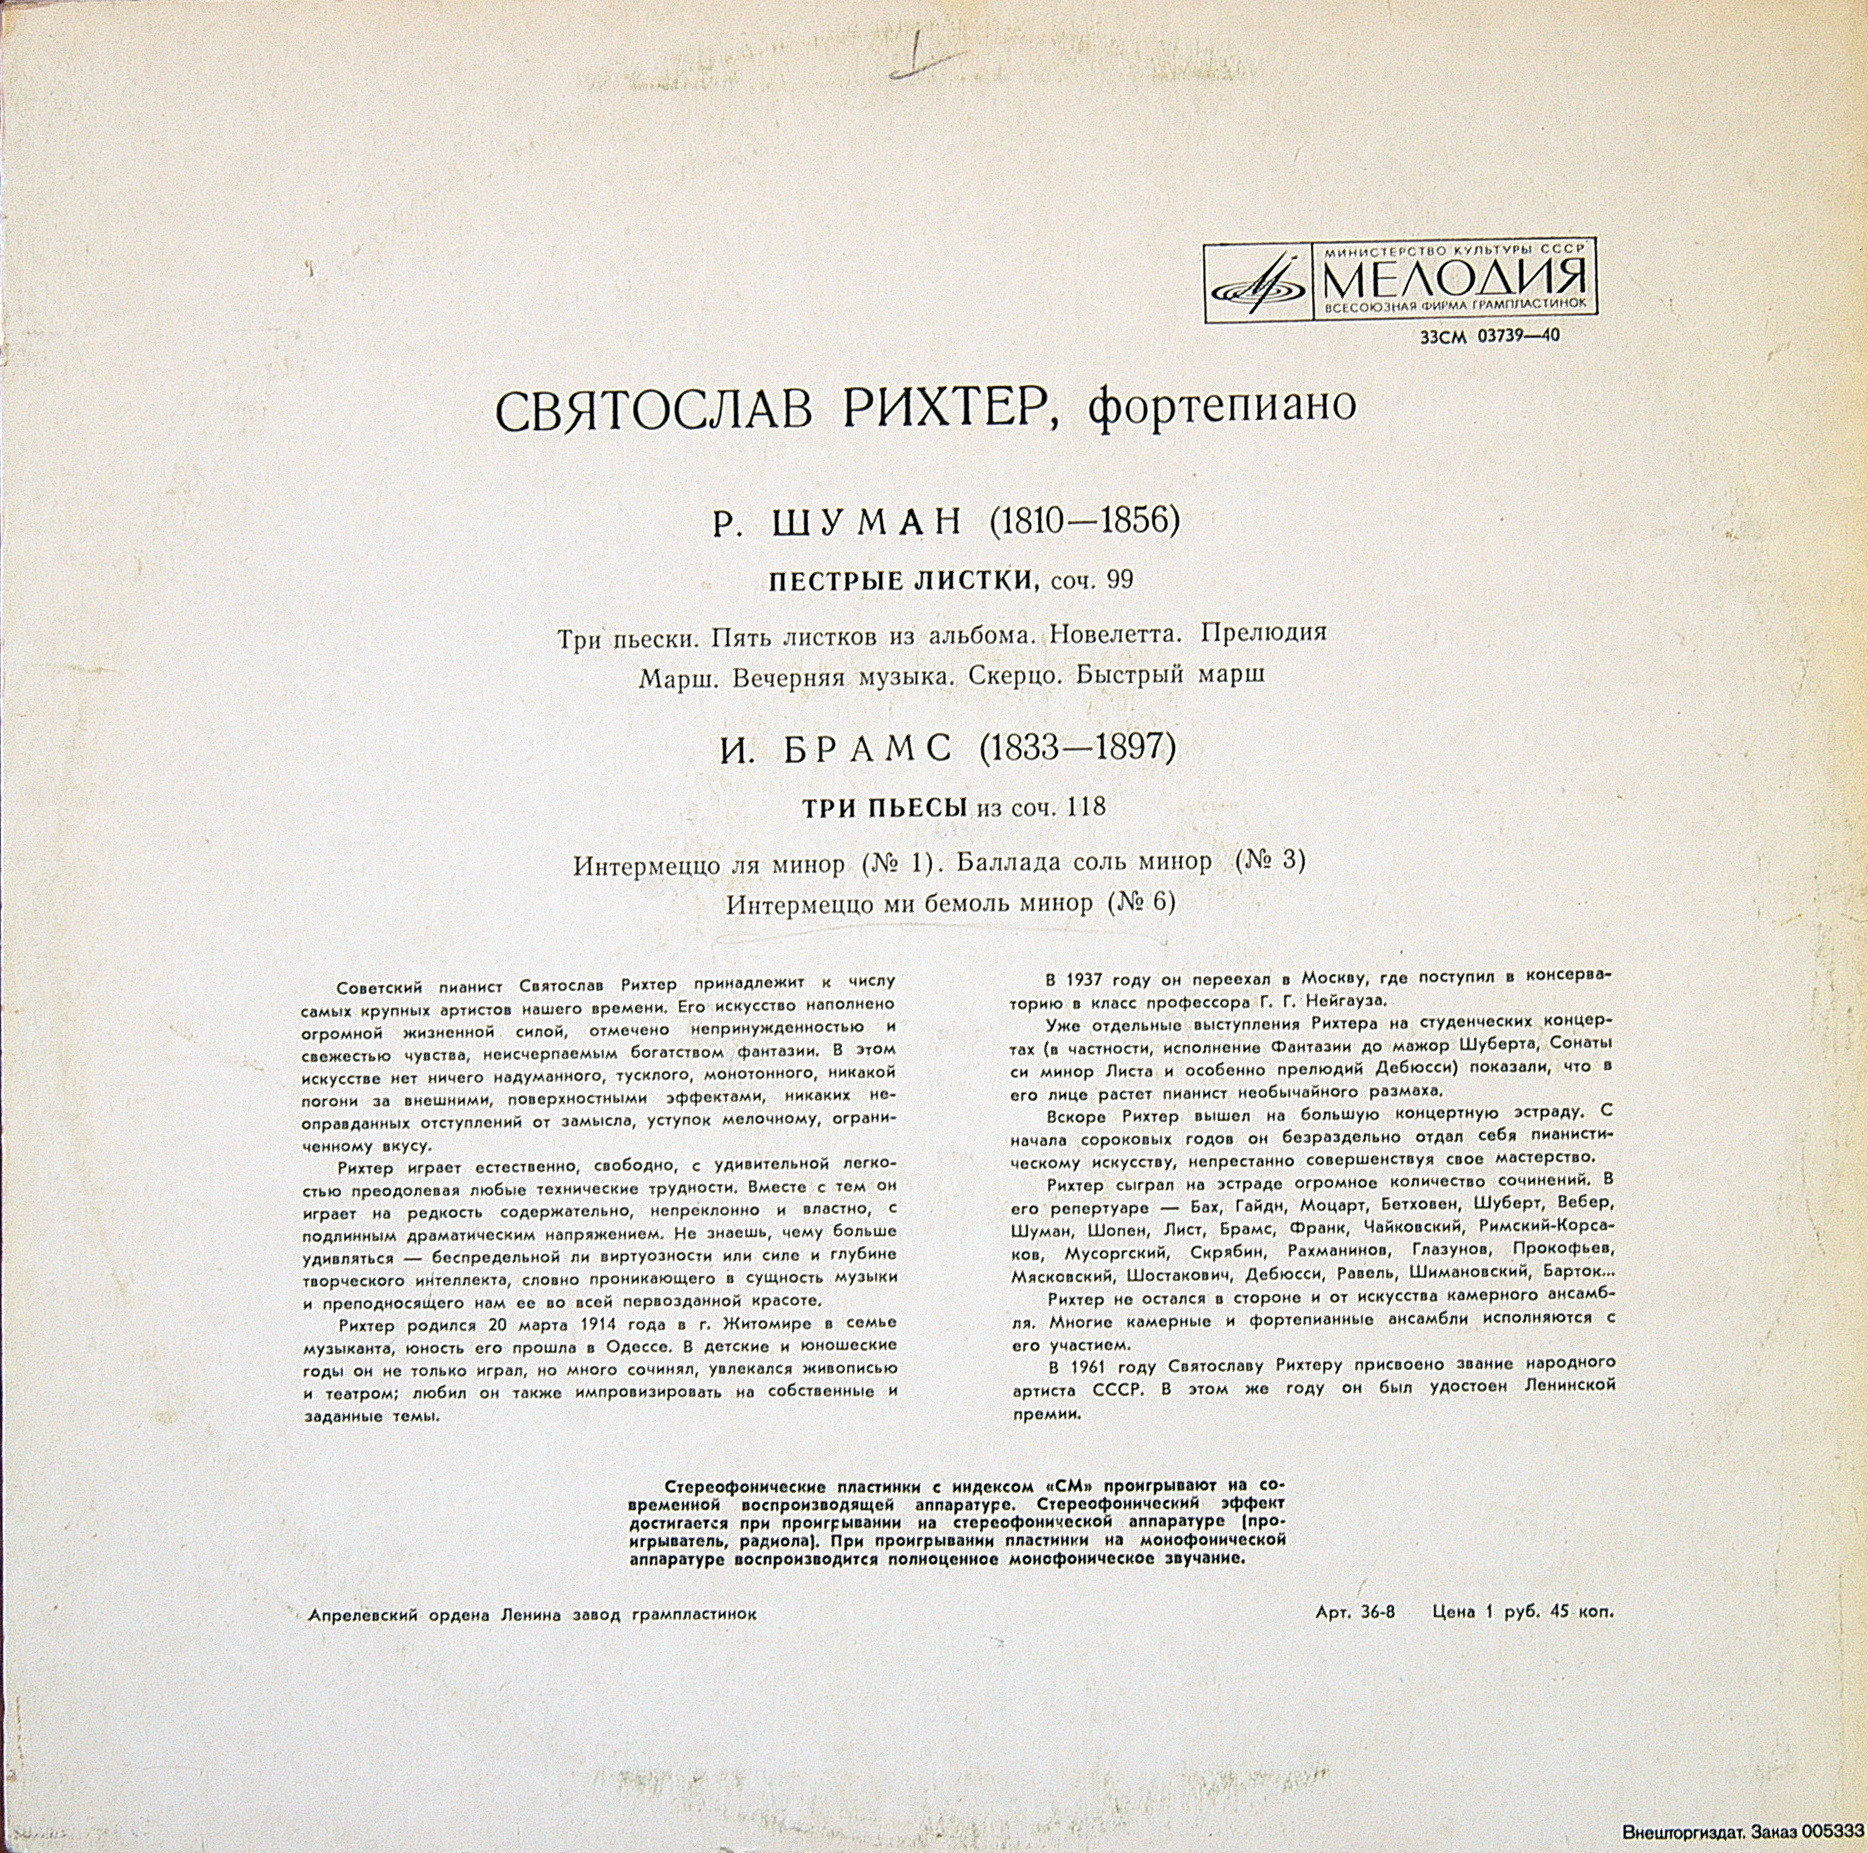 МИНИСТЕРСТВО КУЛЬТУРЫ СССР
МЕЛОДИЯ
ВСЕСОЮЗНАЯ ФИРМА ГРАМПЛАСТИНОК
33СМ 03739—40
СВЯТОСЛАВ РИХТЕР, фортепиано
Р. ШУМАН (1810—1856)
ПЕСТРЫЕ ЛИСТКИ, соч. 99
Три пьески. Пять листков из альбома. Новелетта. Прелюдия
Марш. Вечерняя музыка. Скерцо. Быстрый марш
И. БРАМС (1833—1897)
ТРИ ПЬЕСЫ из соч. 118
Интермеццо ля минор (№ 1). Баллада соль минор (№ 3)
Интермеццо ми бемоль минор (№ 6)
Советский пианист Святослав Рихтер принадлежит к числу
самых крупных артистов нашего времени. Его искусство наполнено
огромной жизненной силой, отмечено непринужденностью и
свежестью чувства, неисчерпаемым богатством фантазии. В этом
искусстве нет ничего надуманного, тусклого, монотонного, никакой
погони за внешними, поверхностными эффектами, никаких не-
оправданных отступлений от замысла, уступок мелочному, ограни-
ченному вкусу.
Рихтер играет естественно, свободно, с удивительной легко-
стью преодолевая любые технические трудности. Вместе с тем он
играет на редкость содержательно, непреклонно и властно, с
подлинным драматическим напряжением. Не знаешь, чему больше
удивляться — беспредельной ли виртуозности или силе и глубине
творческого интеллекта, словно проникающего в сущность музыки
и преподносящего нам ее во всей первозданной красоте.
Рихтер родился 20 марта 1914 года в г. Житомире в семье
музыканта, юность его прошла в Одессе. В детские и юношеские
годы он не только играл, но много сочинял, увлекался живописью
и театром; любил он также импровизировать на собственные и
заданные темы.
В 1937 году он переехал в Москву, где поступил в консерва-
торию в класс профессора Г. Г. Нейгауза.
Уже отдельные выступления Рихтера на студенческих концер-
тах (в частности, исполнение Фантазии до мажор Шуберта, Сонаты
си минор Листа и особенно прелюдий Дебюсси) показали, что в
его лице растет пианист необычайного размаха.
Вскоре Рихтер вышел на большую концертную эстраду. С
начала сороковых годов он безраздельно отдал себя пианисти-
ческому искусству, непрестанно совершенствуя свое мастерство.
Рихтер сыграл на эстраде огромное количество сочинений. В
его репертуаре — Бах, Гайдн, Моцарт, Бетховен, Шуберт, Вебер,
Шуман, Шопен, Лист, Брамс, Франк, Чайковский, Римский-Корса-
ков, Мусоргский, Скрябин, Рахманинов, Глазунов, Прокофьев,
Мясковский, Шостакович, Дебюсси, Равель, Шимановский, Барток...
Рихтер не остался в стороне и от искусства камерного ансамб-
ля. Многие камерные и фортепианные ансамбли исполняются с
его участием.
В 1961 году Святославу Рихтеру присвоено звание народного
артиста СССР. В этом же году он был удостоен Ленинской
премии.
Стереофонические пластинки с индексом «СМ» проигрывают на со-
временной воспроизводящей аппаратуре. Стереофонический эффект
достигается при проигрывании на стереофонической аппаратуре (про-
игрыватель, радиола). При проигрывании пластинки на монофонической
аппаратуре воспроизводится полноценное монофоническое звучание.
Апрелевский ордена Ленина завод грампластинок
Арт. 36-8 Цена 1 руб. 45 коп.
Внешторгиздат. Заказ 005333